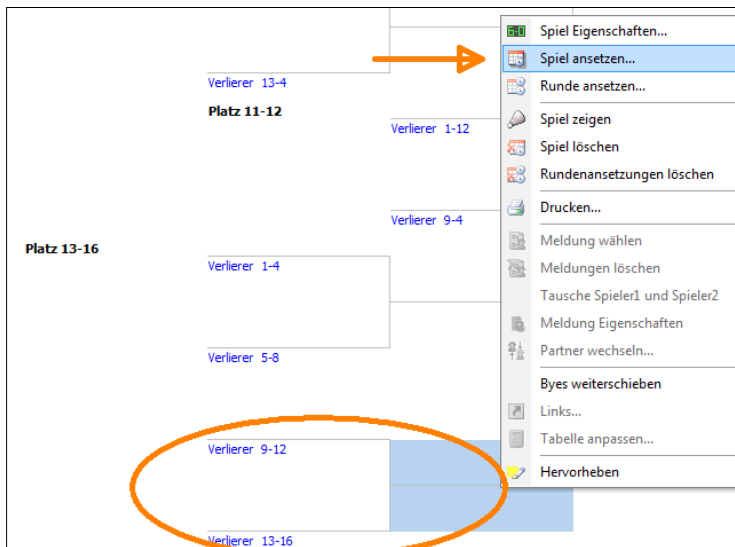 Verlierer 13-4
Platz 11-12
Verlierer 1-12
Verlierer 9-4
Platz 13-16
Verlierer 1-4
Verlierer 5-8
Verlierer 9-12
Verlierer 13-16
6-0 Spiel Eigenschaften...
Spiel ansetzen...
Runde ansetzen...
Spiel zeigen
Spiel löschen
Rundenansetzungen löschen
Drucken...
Meldung wählen
Meldungen löschen
Tausche Spieler1 und Spieler2
Meldung Eigenschaften
Partner wechseln...
Byes weiterschieben
Links...
Tabelle anpassen...
Hervorheben